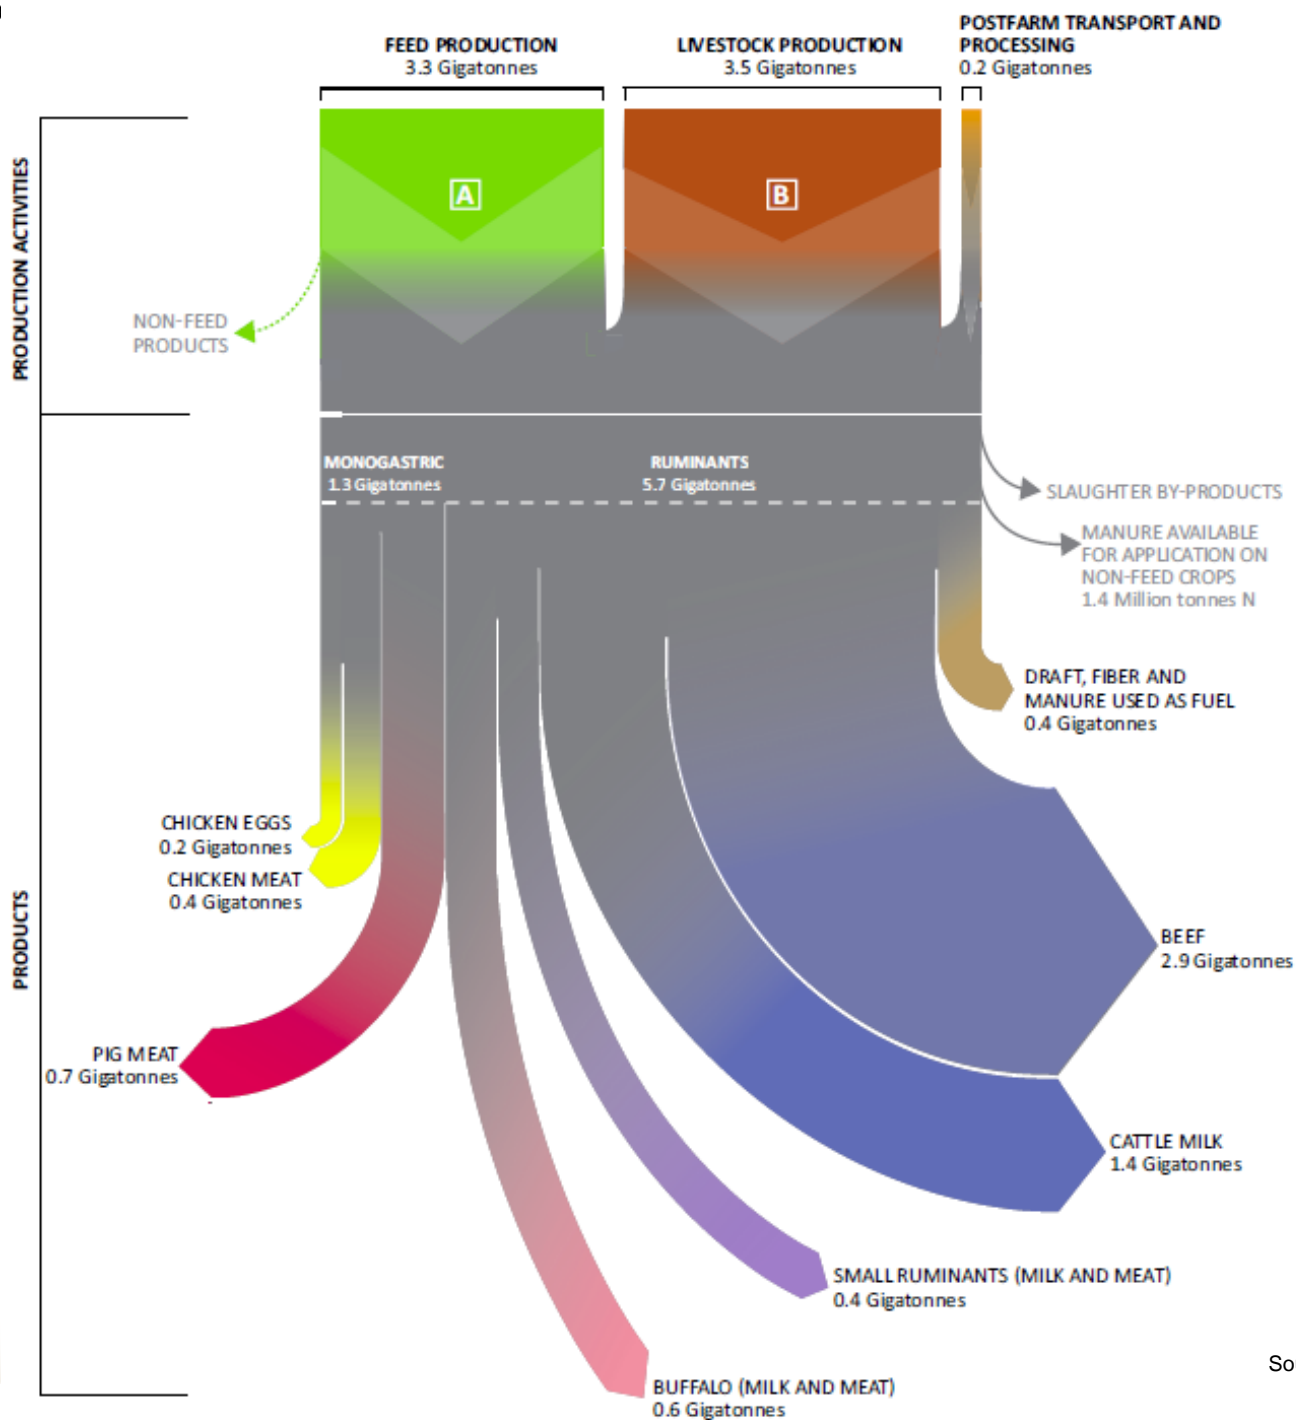 FEED PRODUCTION
3.3 Gigatonnes
LIVESTOCK PRODUCTION
3.5 Gigatonnes
POSTFARM TRANSPORT AND
PROCESSING
0.2 Gigatonnes
PRODUCTION ACTIVITIES
A
B
NON-FEED
PRODUCTS
MONOGASTRIC
1.3 Gigatonnes
RUMINANTS
5.7 Gigatonnes
SLAUGHTER BY-PRODUCTS
MANURE AVAILABLE
FOR APPLICATION ON
NON-FEED CROPS
1.4 Million tonnes N
DRAFT, FIBER AND
MANURE USED AS FUEL
0.4 Gigatonnes
CHICKEN EGGS
0.2 Gigatonnes
CHICKEN MEAT
0.4 Gigatonnes
PRODUCTS
BEEF
2.9 Gigatonnes
PIG MEAT
0.7 Gigatonnes
CATTLE MILK
1.4 Gigatonnes
SMALL RUMINANTS (MILK AND MEAT)
0.4 Gigatonnes
So
BUFFALO (MILK AND MEAT)
0.6 Gigatonnes